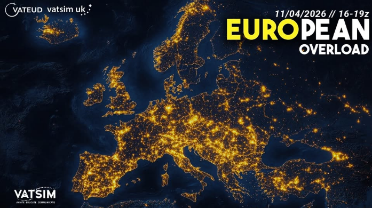 VATEUD vatsim uk
11/04/2026 // 16-19z
EUROPEAN
OVERLOAD
VATSIM